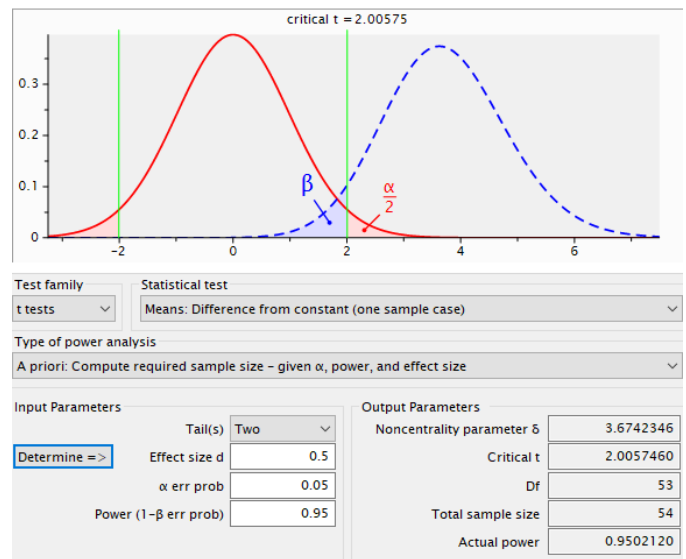 critical t = 2.00575
0.3
0.2
0.1
0
β
α
2
-2 0 2 4 6
Test family Statistical test
t tests Means: Difference from constant (one sample case)
Type of power analysis
A priori: Compute required sample size – given α, power, and effect size
Input Parameters Output Parameters
Tail(s) Two Noncentrality parameter δ 3.6742346
Determine => Effect size d 0.5 Critical t 2.0057460
α err prob 0.05 Df 53
Power (1-β err prob) 0.95 Total sample size 54
Actual power 0.9502120